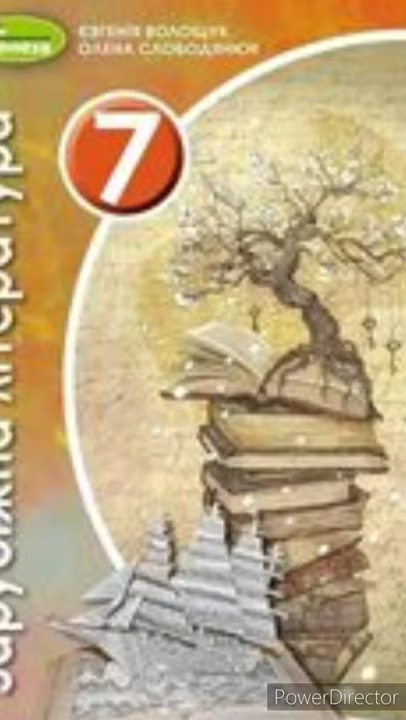 ЄВГЕНІЯ ВОЛОЩУК
ОЛЕНА СЛОБОДЯНЮК
7
зарубіжна література
PowerDirector